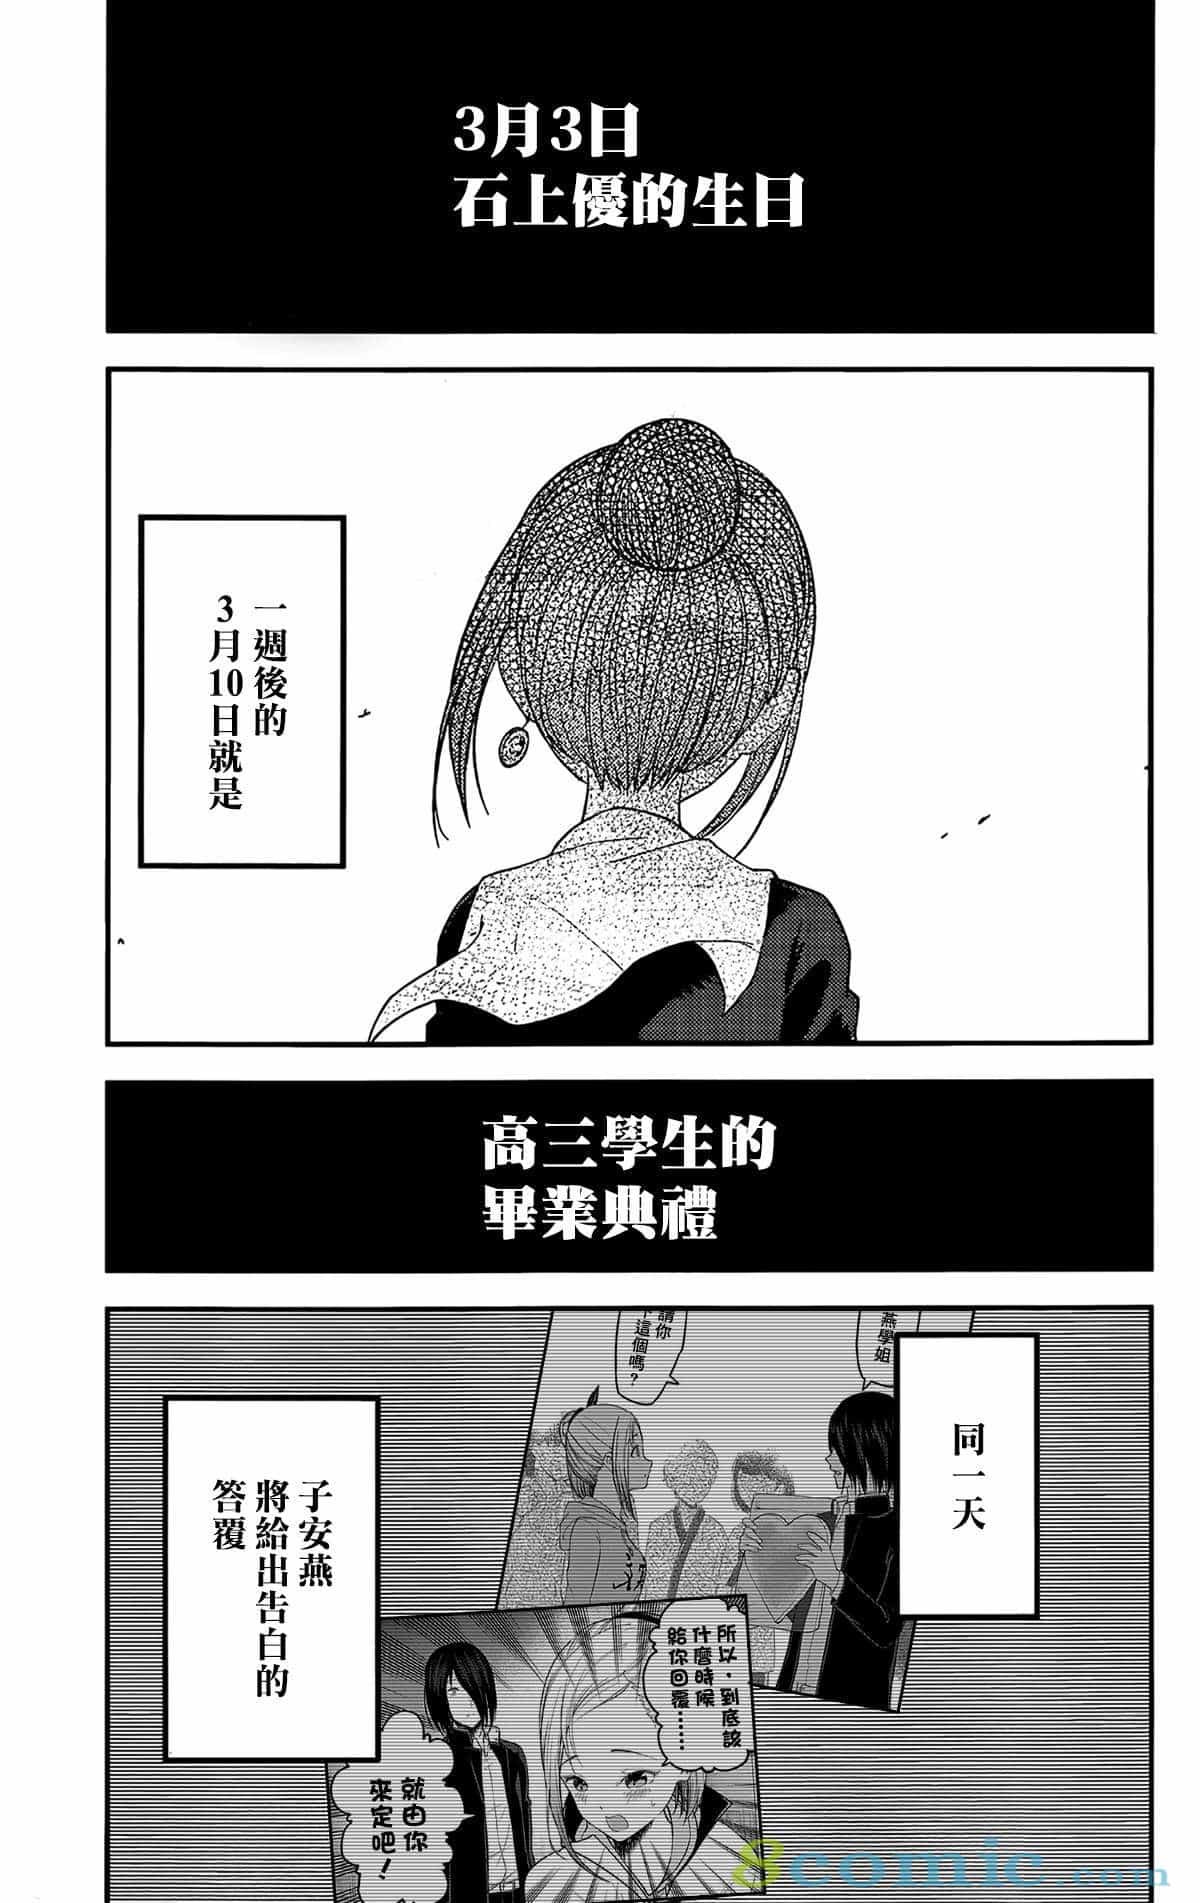 3月3日
石上優的生日
一週後的
3月10日就是
高三學生的
畢業典禮
同一天
燕學姐
請你
下這個嗎？
子安燕
將給出告白的
答覆
所以，到底該
什麼時候
給你回覆……
就由你
來定吧！
8comic.com